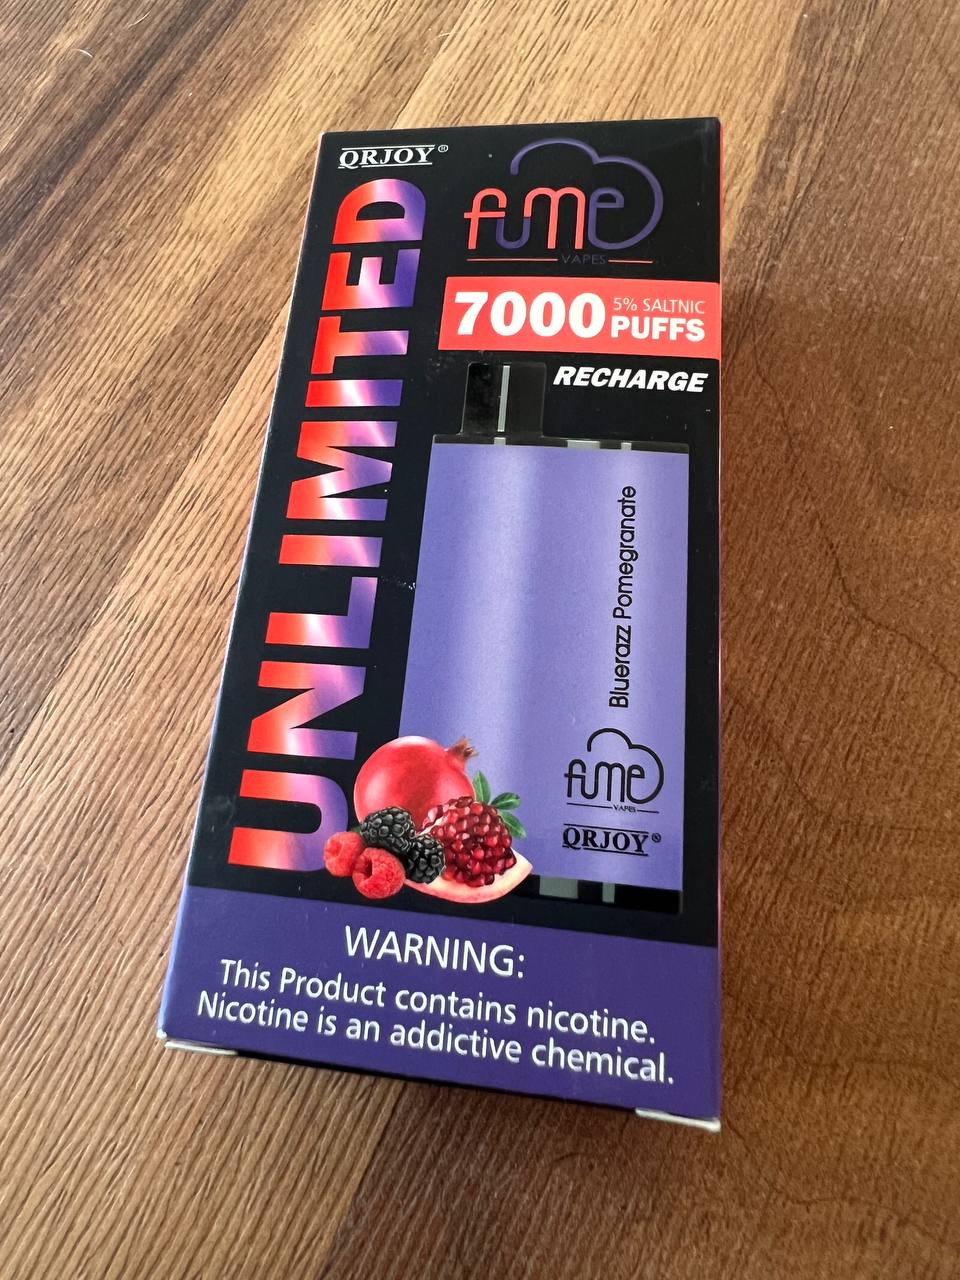 QRJOY®
fume
VAPES
UNLIMITED
7000 5% SALTNIC
PUFFS
RECHARGE
Bluerazz Pomegranate
fume
VAPES
QRJOY®
WARNING:
This Product contains nicotine.
Nicotine is an addictive chemical.